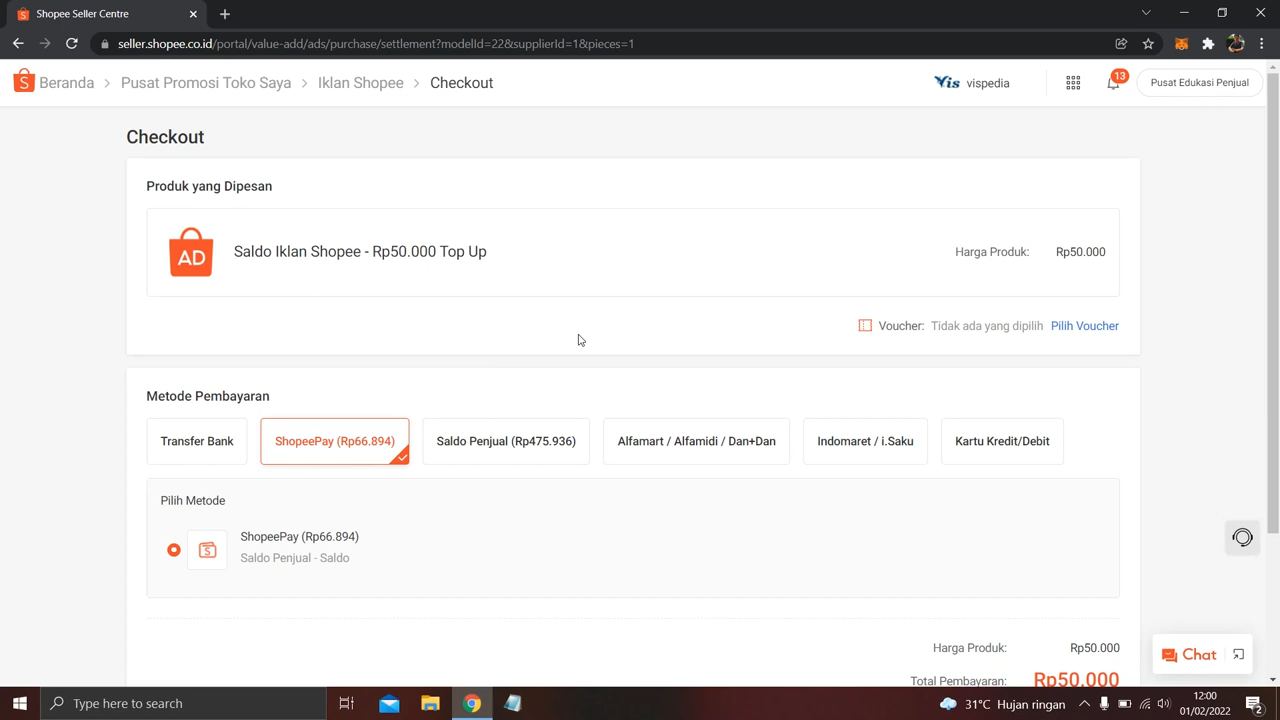 Shopee Seller Centre
seller.shopee.co.id/portal/value-add/ads/purchase/settlement?modelId=22&supplierId=1&pieces=1
Beranda > Pusat Promosi Toko Saya > Iklan Shopee > Checkout
Vis vispedia
13
Pusat Edukasi Penjual
Checkout
Produk yang Dipesan
AD
Saldo Iklan Shopee - Rp50.000 Top Up
Harga Produk: Rp50.000
Voucher: Tidak ada yang dipilih Pilih Voucher
Metode Pembayaran
Transfer Bank
ShopeePay (Rp66.894)
Saldo Penjual (Rp475.936)
Alfamart / Alfamidi / Dan+Dan
Indomaret / i.Saku
Kartu Kredit/Debit
Pilih Metode
ShopeePay (Rp66.894)
Saldo Penjual - Saldo
Harga Produk: Rp50.000
Total Pembayaran: Rp50.000
Chat
Type here to search
31°C Hujan ringan
12:00
01/02/2022
2